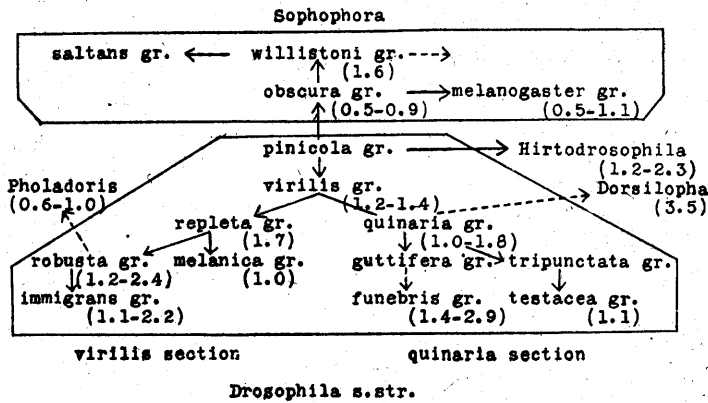 Sophophora
saltans gr. willistoni gr.
(1.6)
obscura gr. melanogaster gr.
(0.5-0.9) (0.5-1.1)
pinicola gr. Hirtodrosophila
(1.2-2.3)
Pholadoris virilis gr. Dorsilopha
(0.6-1.0) (1.2-1.4) (3.5)
repleta gr. quinaria gr.
(1.7) (1.0-1.8)
robusta gr. melanica gr. guttifera gr. tripunctata gr.
(1.2-2.4) (1.0)
immigrans gr. funebris gr. testacea gr.
(1.1-2.2) (1.4-2.9) (1.1)
virilis section quinaria section
Drosophila s.str.